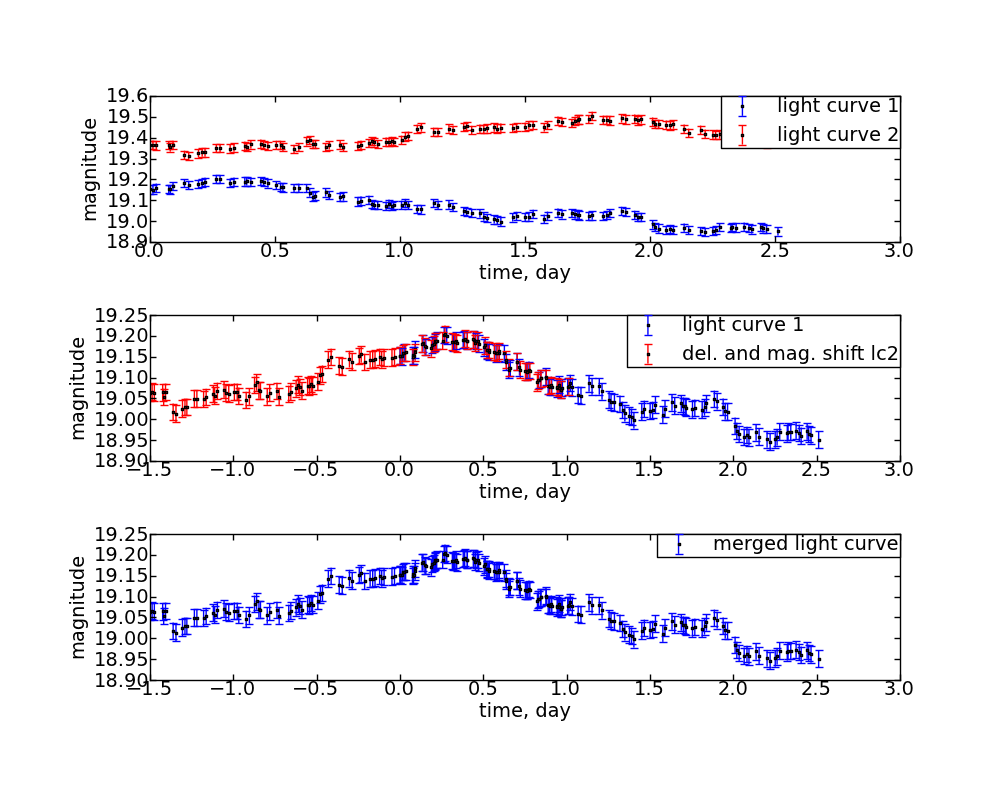 19.6
19.5
19.4
19.3
19.2
19.1
19.0
18.9
magnitude
light curve 1
light curve 2
0.0 0.5 1.0 1.5 2.0 2.5 3.0
time, day
19.25
19.20
19.15
19.10
19.05
19.00
18.95
18.90
magnitude
light curve 1
del. and mag. shift lc2
−1.5 −1.0 −0.5 0.0 0.5 1.0 1.5 2.0 2.5 3.0
time, day
19.25
19.20
19.15
19.10
19.05
19.00
18.95
18.90
magnitude
merged light curve
−1.5 −1.0 −0.5 0.0 0.5 1.0 1.5 2.0 2.5 3.0
time, day